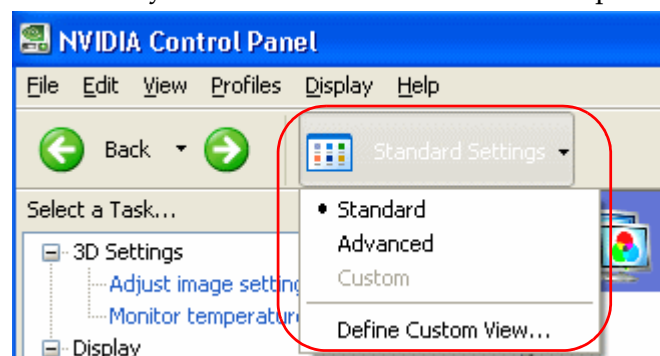 NVIDIA Control Panel
File Edit View Profiles Display Help
Back Standard Settings
Select a Task...
Standard
3D Settings
Advanced
Adjust image settin
Custom
Monitor temperatur
Define Custom View...
Display